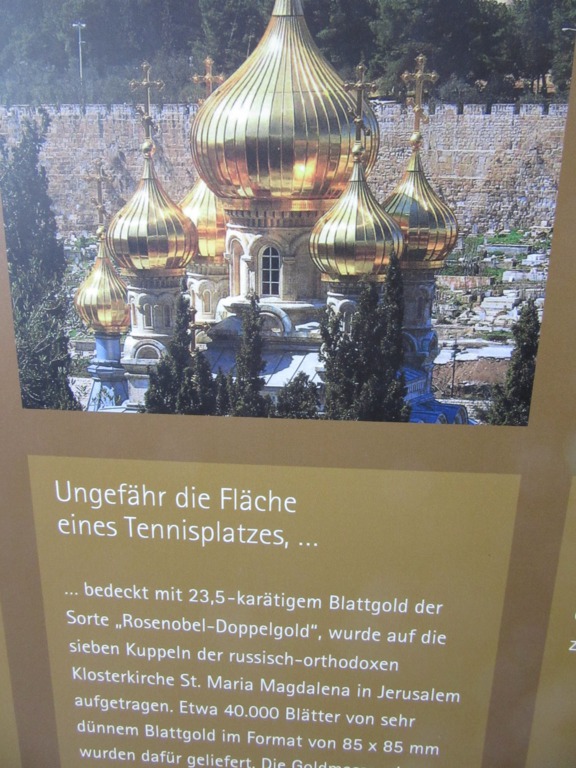 Ungefähr die Fläche
eines Tennisplatzes, ...
... bedeckt mit 23,5-karätigem Blattgold der
Sorte „Rosenobel-Doppelgold“, wurde auf die
sieben Kuppeln der russisch-orthodoxen
Klosterkirche St. Maria Magdalena in Jerusalem
aufgetragen. Etwa 40.000 Blätter von sehr
dünnem Blattgold im Format von 85 x 85 mm
wurden dafür geliefert. Die